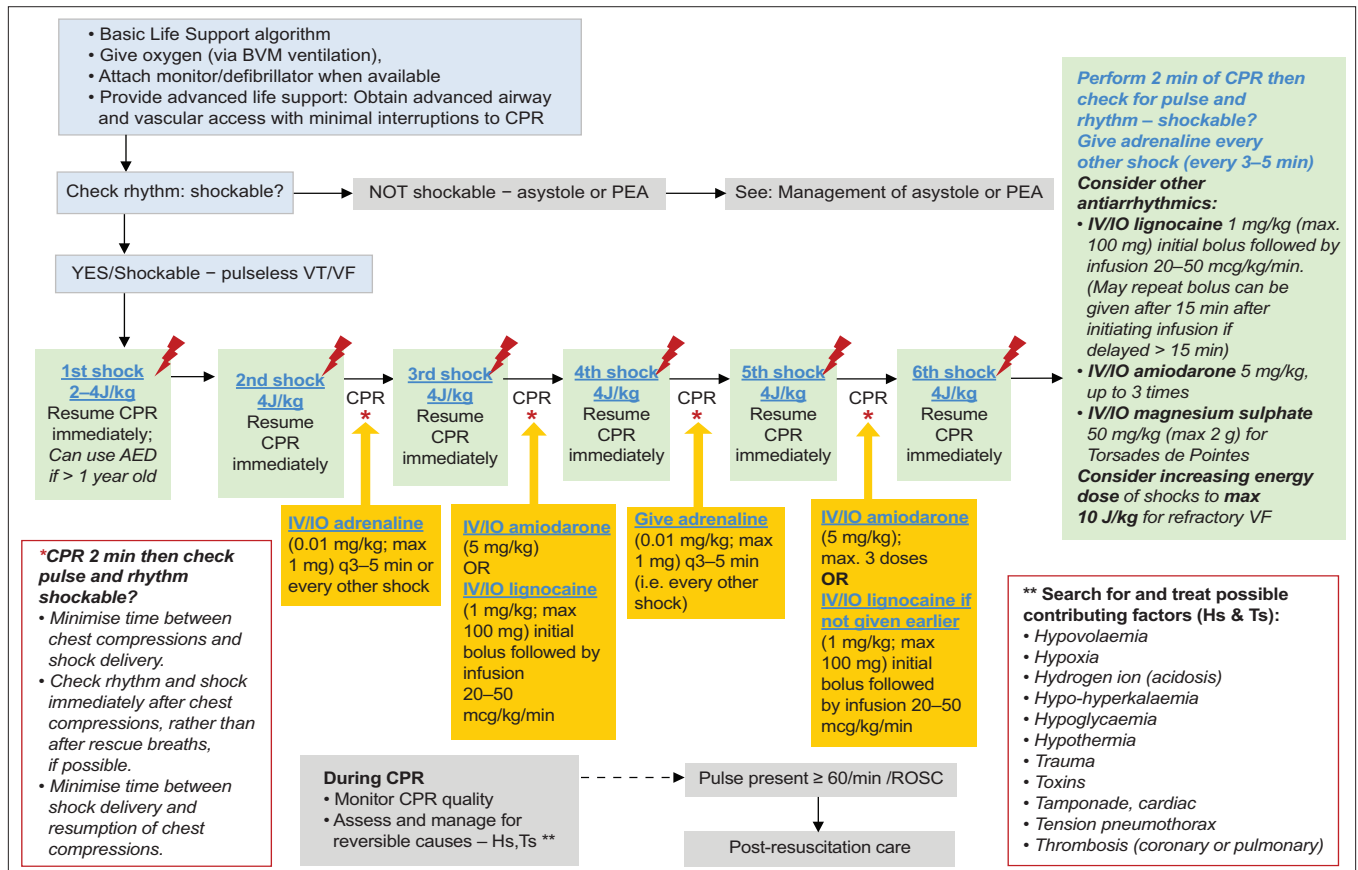 • Basic Life Support algorithm
• Give oxygen (via BVM ventilation),
• Attach monitor/defibrillator when available
• Provide advanced life support: Obtain advanced airway
and vascular access with minimal interruptions to CPR
Check rhythm: shockable?
NOT shockable − asystole or PEA
See: Management of asystole or PEA
YES/Shockable − pulseless VT/VF
1st shock
2–4J/kg
Resume CPR
immediately;
Can use AED
if > 1 year old
2nd shock
4J/kg
Resume
CPR
immediately
CPR
*
3rd shock
4J/kg
Resume
CPR
immediately
CPR
*
4th shock
4J/kg
Resume
CPR
immediately
CPR
*
5th shock
4J/kg
Resume
CPR
immediately
CPR
*
6th shock
4J/kg
Resume
CPR
immediately
Perform 2 min of CPR then
check for pulse and
rhythm – shockable?
Give adrenaline every
other shock (every 3–5 min)
Consider other
antiarrhythmics:
• IV/IO lignocaine 1 mg/kg (max.
100 mg) initial bolus followed by
infusion 20–50 mcg/kg/min.
(May repeat bolus can be
given after 15 min after
initiating infusion if
delayed > 15 min)
• IV/IO amiodarone 5 mg/kg,
up to 3 times
• IV/IO magnesium sulphate
50 mg/kg (max 2 g) for
Torsades de Pointes
Consider increasing energy
dose of shocks to max
10 J/kg for refractory VF
IV/IO adrenaline
(0.01 mg/kg; max
1 mg) q3–5 min or
every other shock
IV/IO amiodarone
(5 mg/kg)
OR
IV/IO lignocaine
(1 mg/kg; max
100 mg) initial
bolus followed by
infusion
20–50
mcg/kg/min
Give adrenaline
(0.01 mg/kg; max
1 mg) q3–5 min
(i.e. every other
shock)
IV/IO amiodarone
(5 mg/kg);
max. 3 doses
OR
IV/IO lignocaine if
not given earlier
(1 mg/kg; max
100 mg) initial
bolus followed
by infusion 20–50
mcg/kg/min
*CPR 2 min then check
pulse and rhythm
shockable?
• Minimise time between
chest compressions and
shock delivery.
• Check rhythm and shock
immediately after chest
compressions, rather than
after rescue breaths,
if possible.
• Minimise time between
shock delivery and
resumption of chest
compressions.
During CPR
• Monitor CPR quality
• Assess and manage for
reversible causes – Hs,Ts **
Pulse present ≥ 60/min /ROSC
Post-resuscitation care
** Search for and treat possible
contributing factors (Hs & Ts):
• Hypovolaemia
• Hypoxia
• Hydrogen ion (acidosis)
• Hypo-hyperkalaemia
• Hypoglycaemia
• Hypothermia
• Trauma
• Toxins
• Tamponade, cardiac
• Tension pneumothorax
• Thrombosis (coronary or pulmonary)